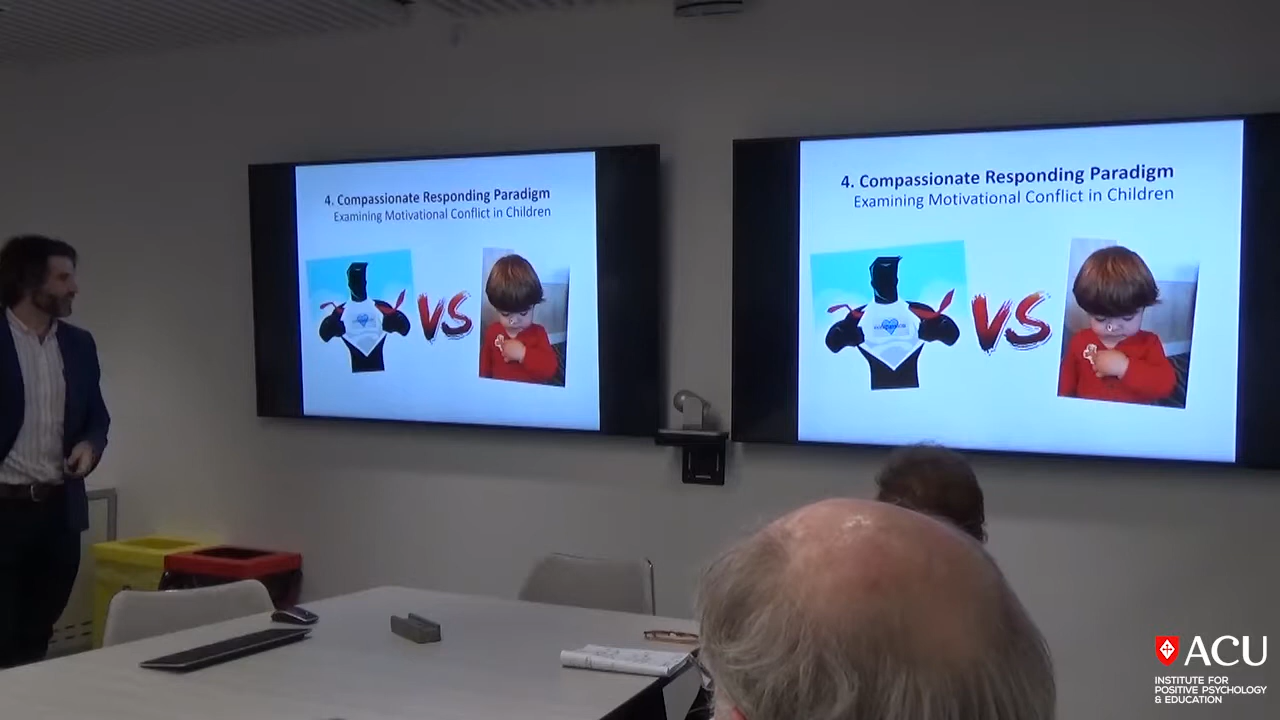 4. Compassionate Responding Paradigm
Examining Motivational Conflict in Children
VS
4. Compassionate Responding Paradigm
Examining Motivational Conflict in Children
VS
ACU
INSTITUTE FOR
POSITIVE PSYCHOLOGY
& EDUCATION